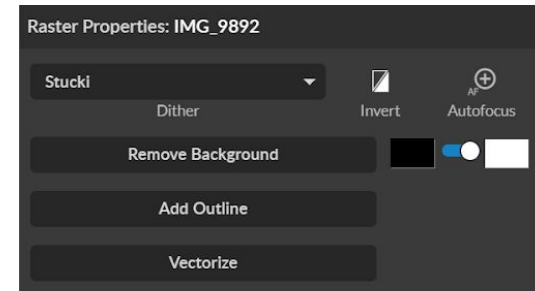 Raster Properties: IMG_9892
Stucki
Dither
Invert
AF
Autofocus
Remove Background
Add Outline
Vectorize